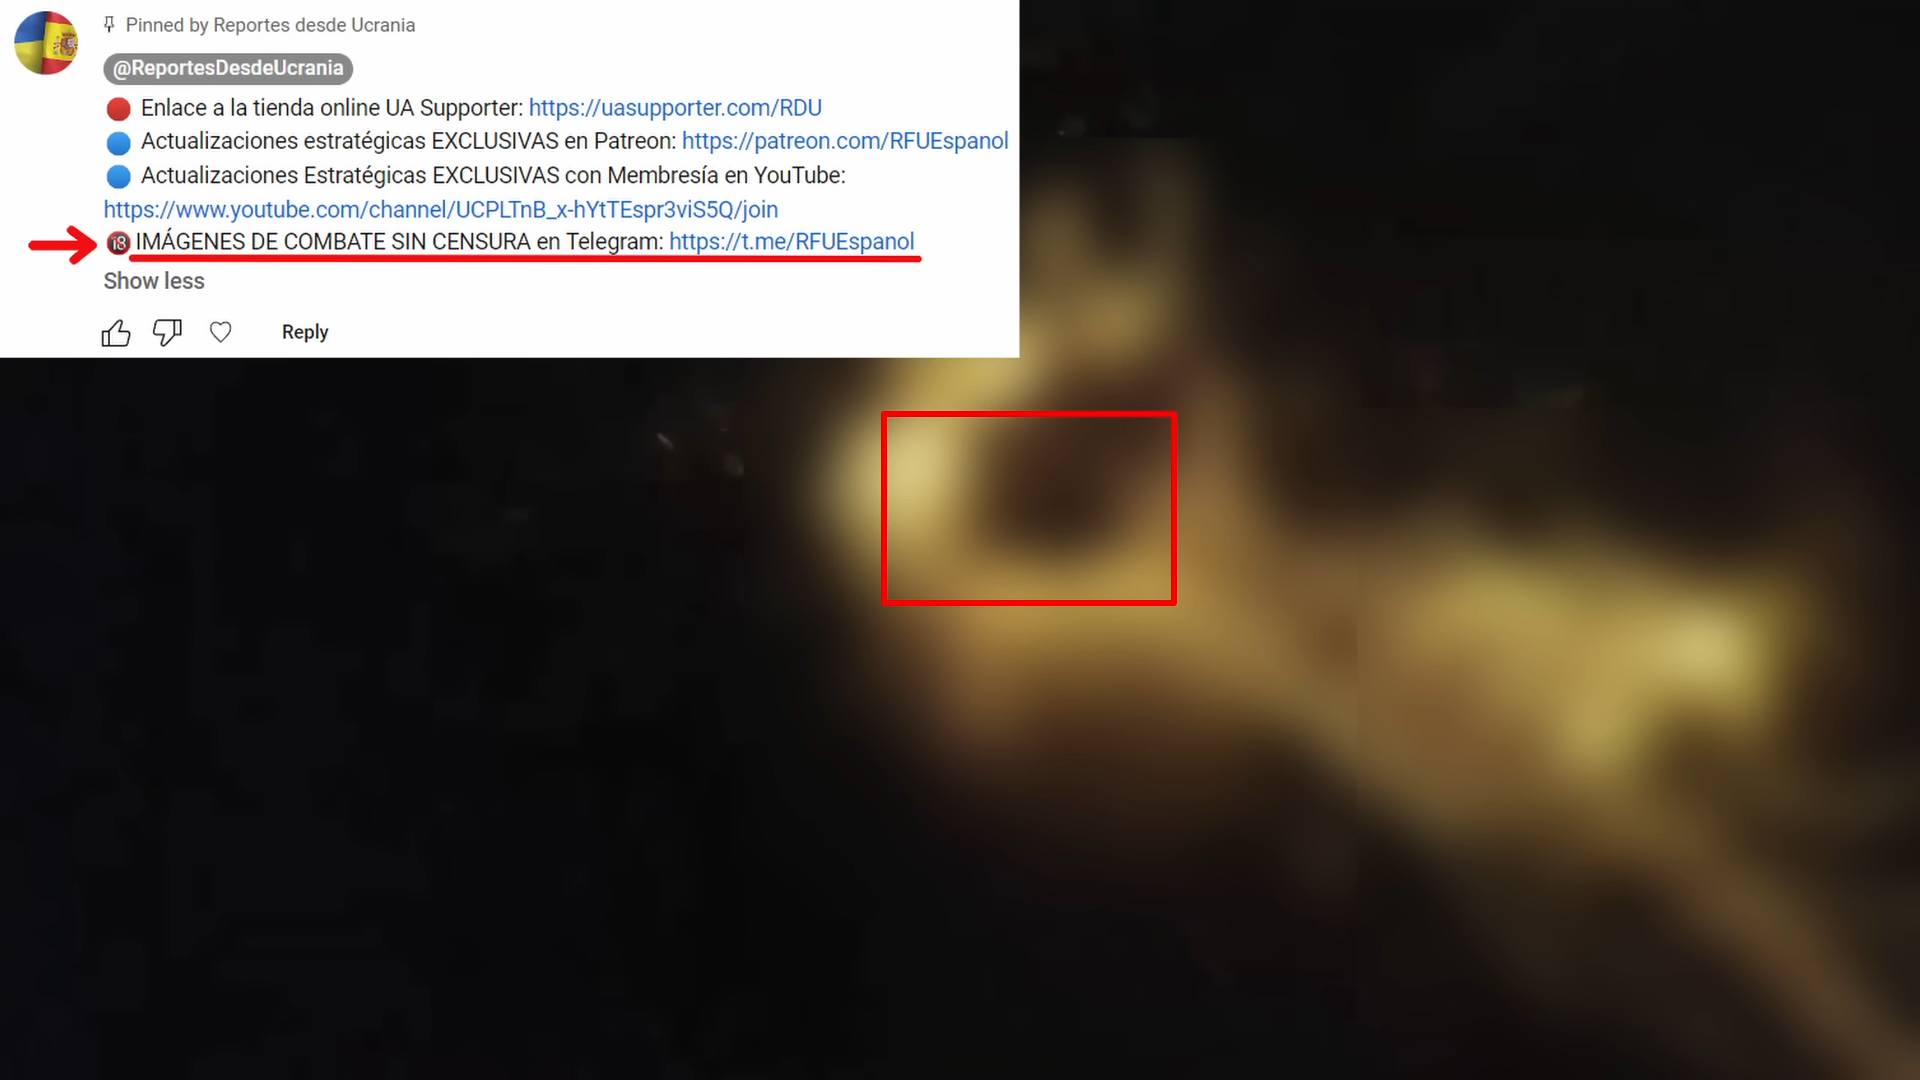 Pinned by Reportes desde Ucrania
@ReportesDesdeUcrania
Enlace a la tienda online UA Supporter: https://uasupporter.com/RDU
Actualizaciones estratégicas EXCLUSIVAS en Patreon: https://patreon.com/RFUEspanol
Actualizaciones Estratégicas EXCLUSIVAS con Membresía en YouTube:
https://www.youtube.com/channel/UCPLTnB_x-hYtTEspr3viS5Q/join
🔞 IMÁGENES DE COMBATE SIN CENSURA en Telegram: https://t.me/RFUEspanol
Show less
Reply